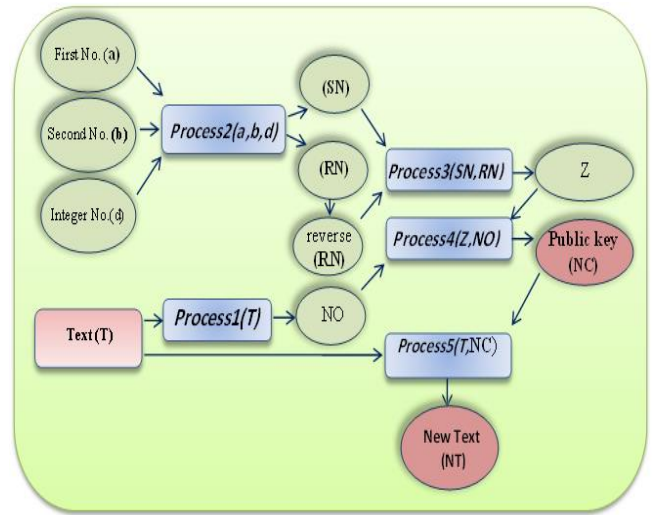 First No. (a)
Second No. (b)
Integer No.(d)
Process2(a,b,d)
(SN)
(RN)
reverse
(RN)
Process3(SN,RN)
Z
Process4(Z,NO)
Public key
(NC)
Text (T)
Process1(T)
NO
Process5(T,NC)
New Text
(NT)